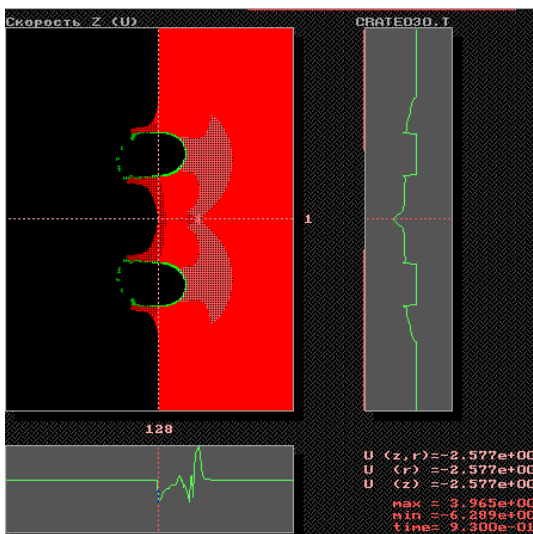 Скорость Z (U)
CRATE030.T
1
128
U (z,r)=-2.577e+00
U (r) =-2.577e+00
U (z) =-2.577e+00
max = 3.965e+00
min =-6.289e+00
time= 9.300e-01